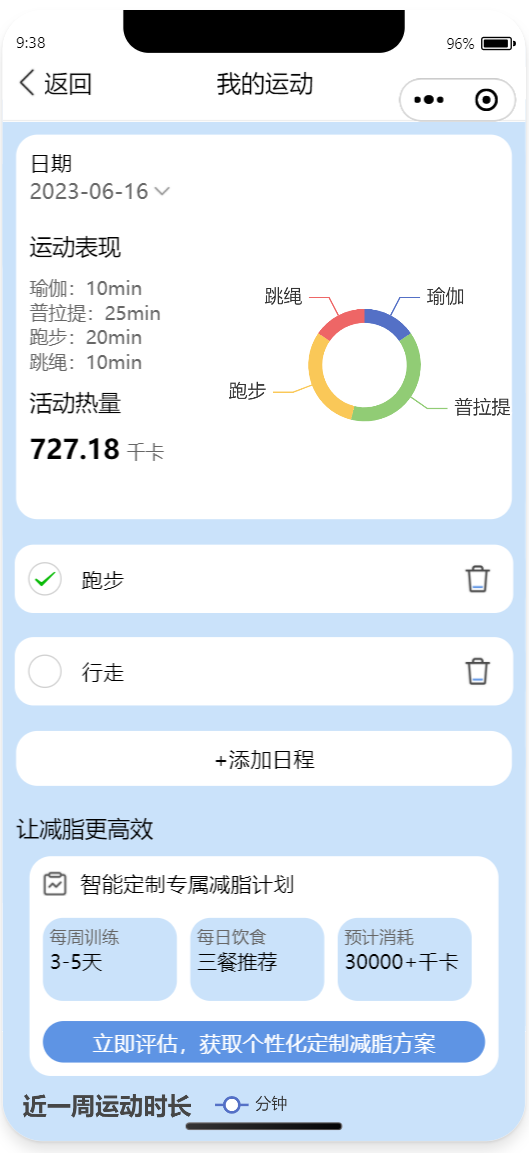 9:38
96%
返回
我的运动
日期
2023-06-16
运动表现
瑜伽：10min
普拉提：25min
跑步：20min
跳绳：10min
活动热量
727.18 千卡
跳绳
瑜伽
跑步
普拉提
跑步
行走
+添加日程
让减脂更高效
智能定制专属减脂计划
每周训练
3-5天
每日饮食
三餐推荐
预计消耗
30000+千卡
立即评估，获取个性化定制减脂方案
近一周运动时长
分钟